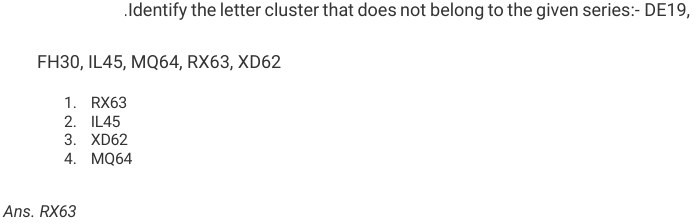 .Identify the letter cluster that does not belong to the given series:- DE19,
FH30, IL45, MQ64, RX63, XD62
1. RX63
2. IL45
3. XD62
4. MQ64
Ans. RX63